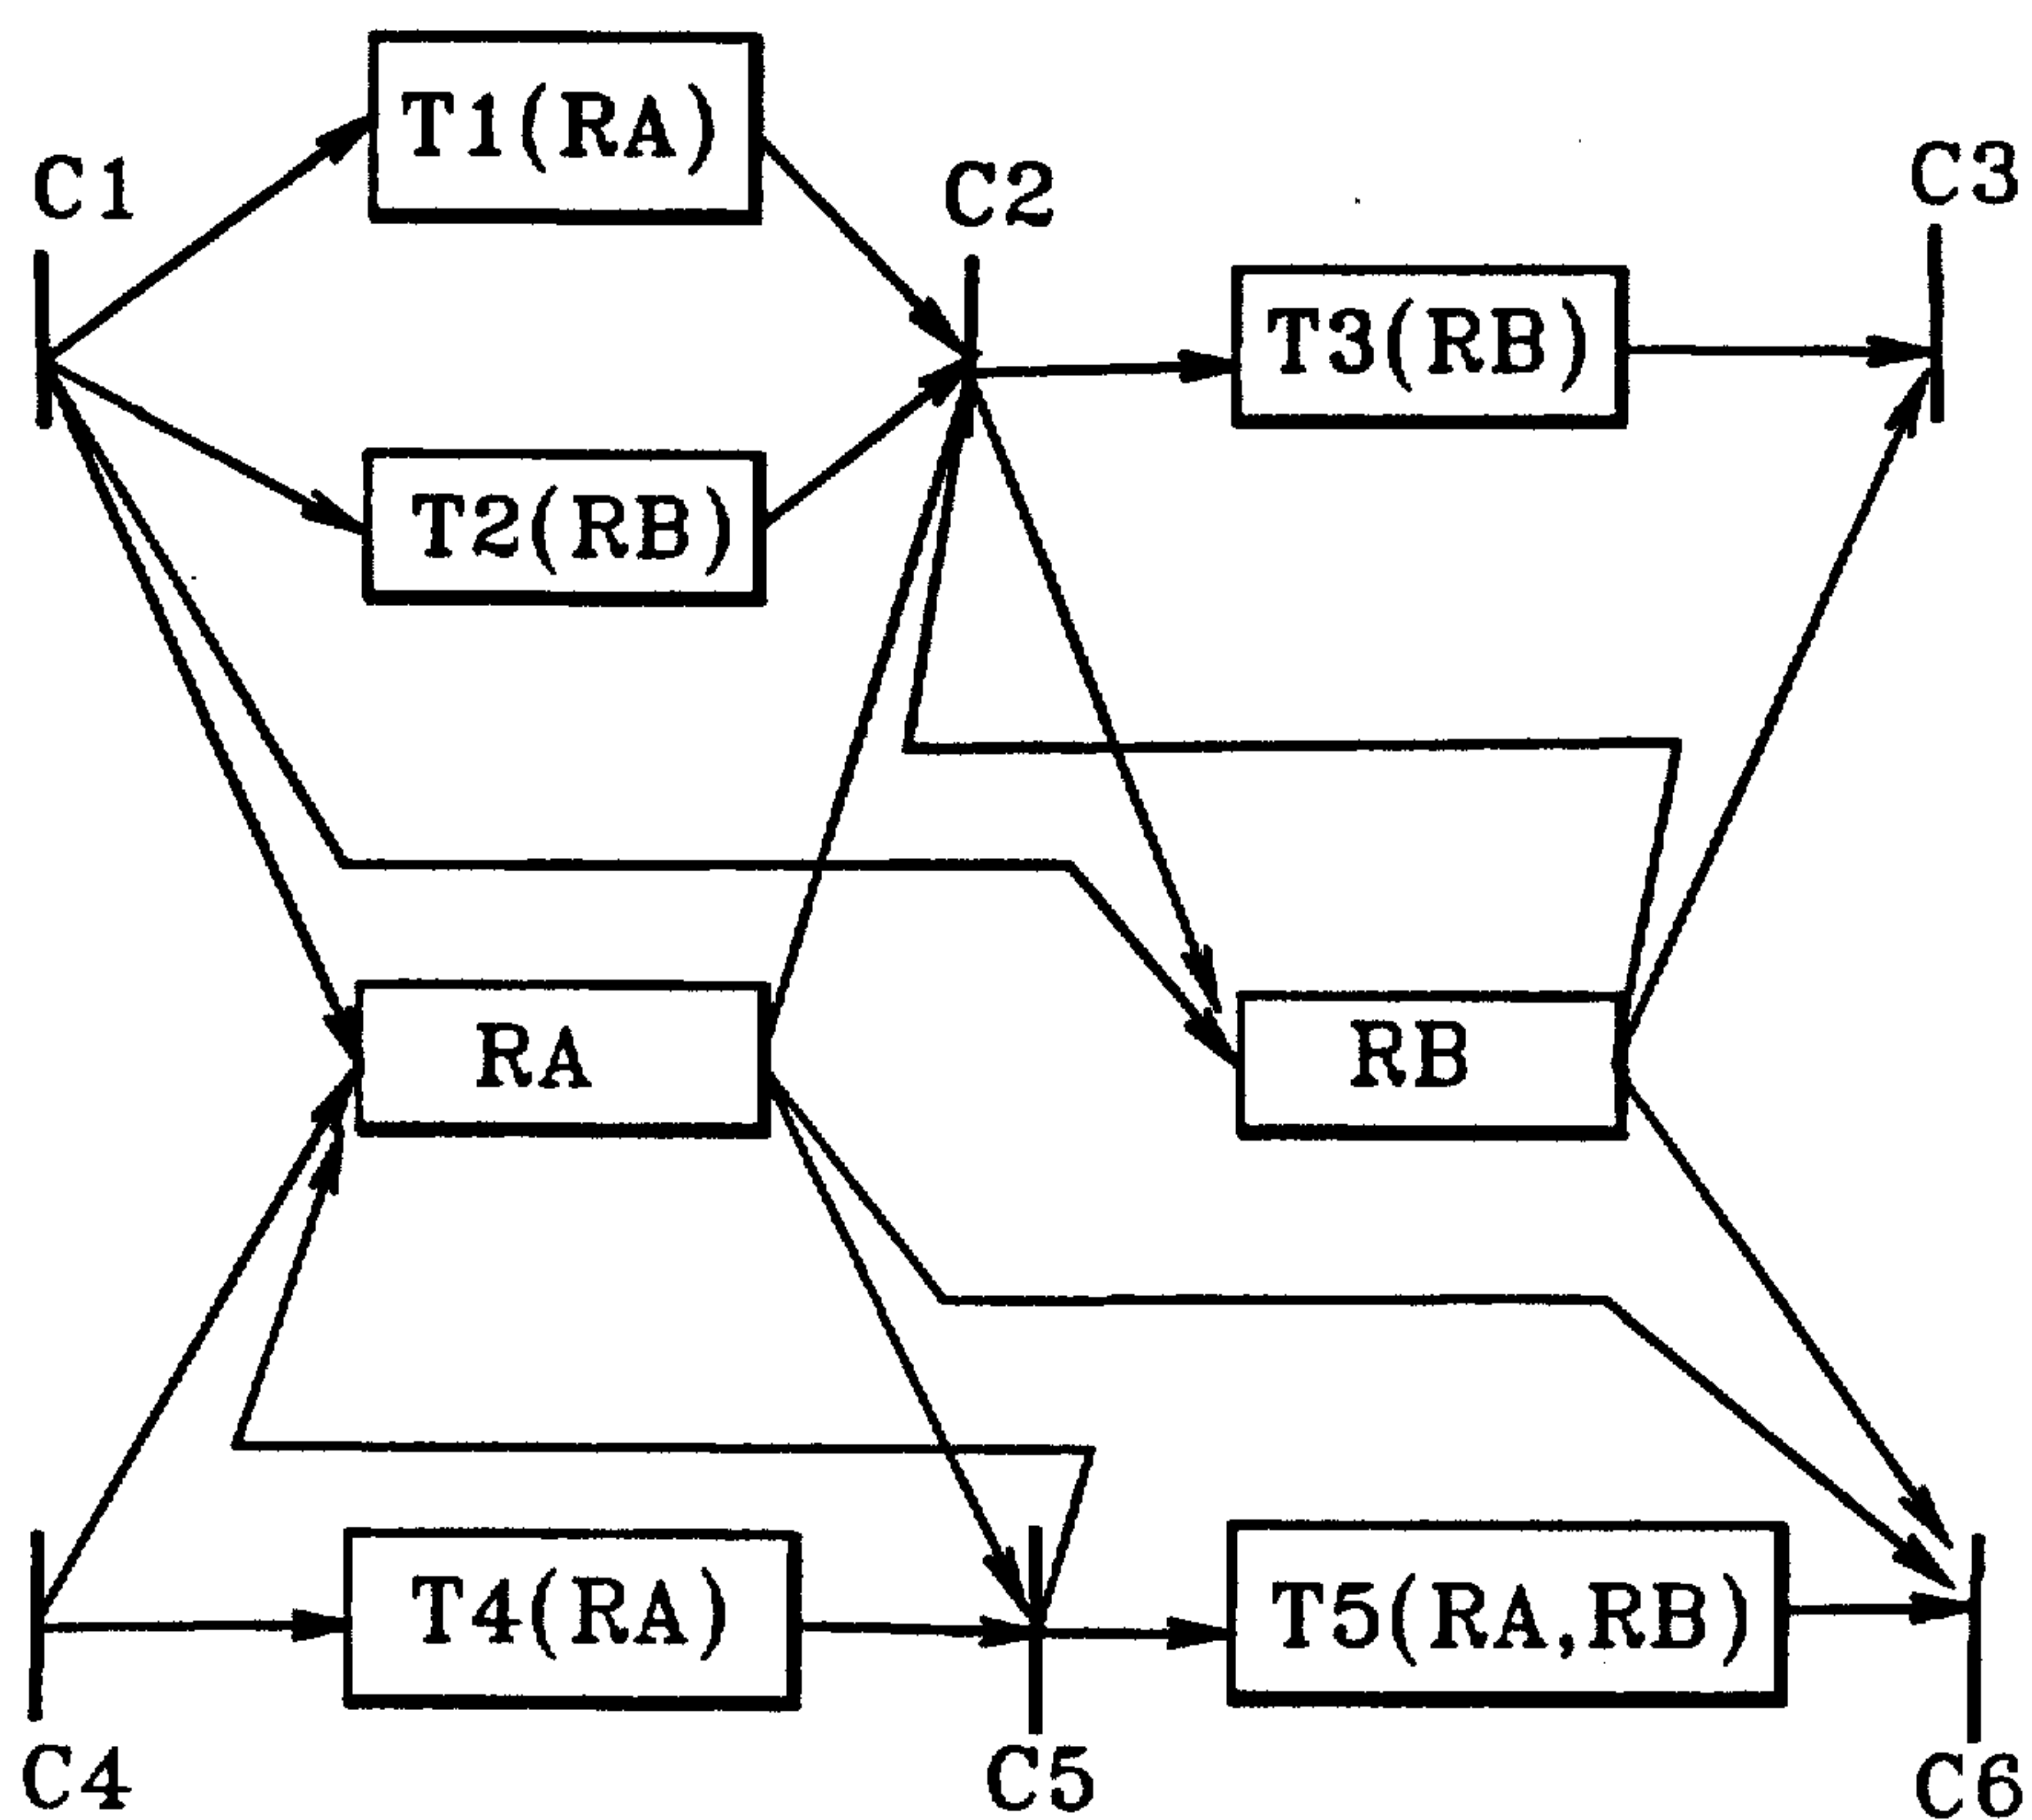 T1(RA)
C1
C2
C3
T3(RB)
T2(RB)
RA
RB
T4(RA)
T5(RA,RB)
C4
C5
C6